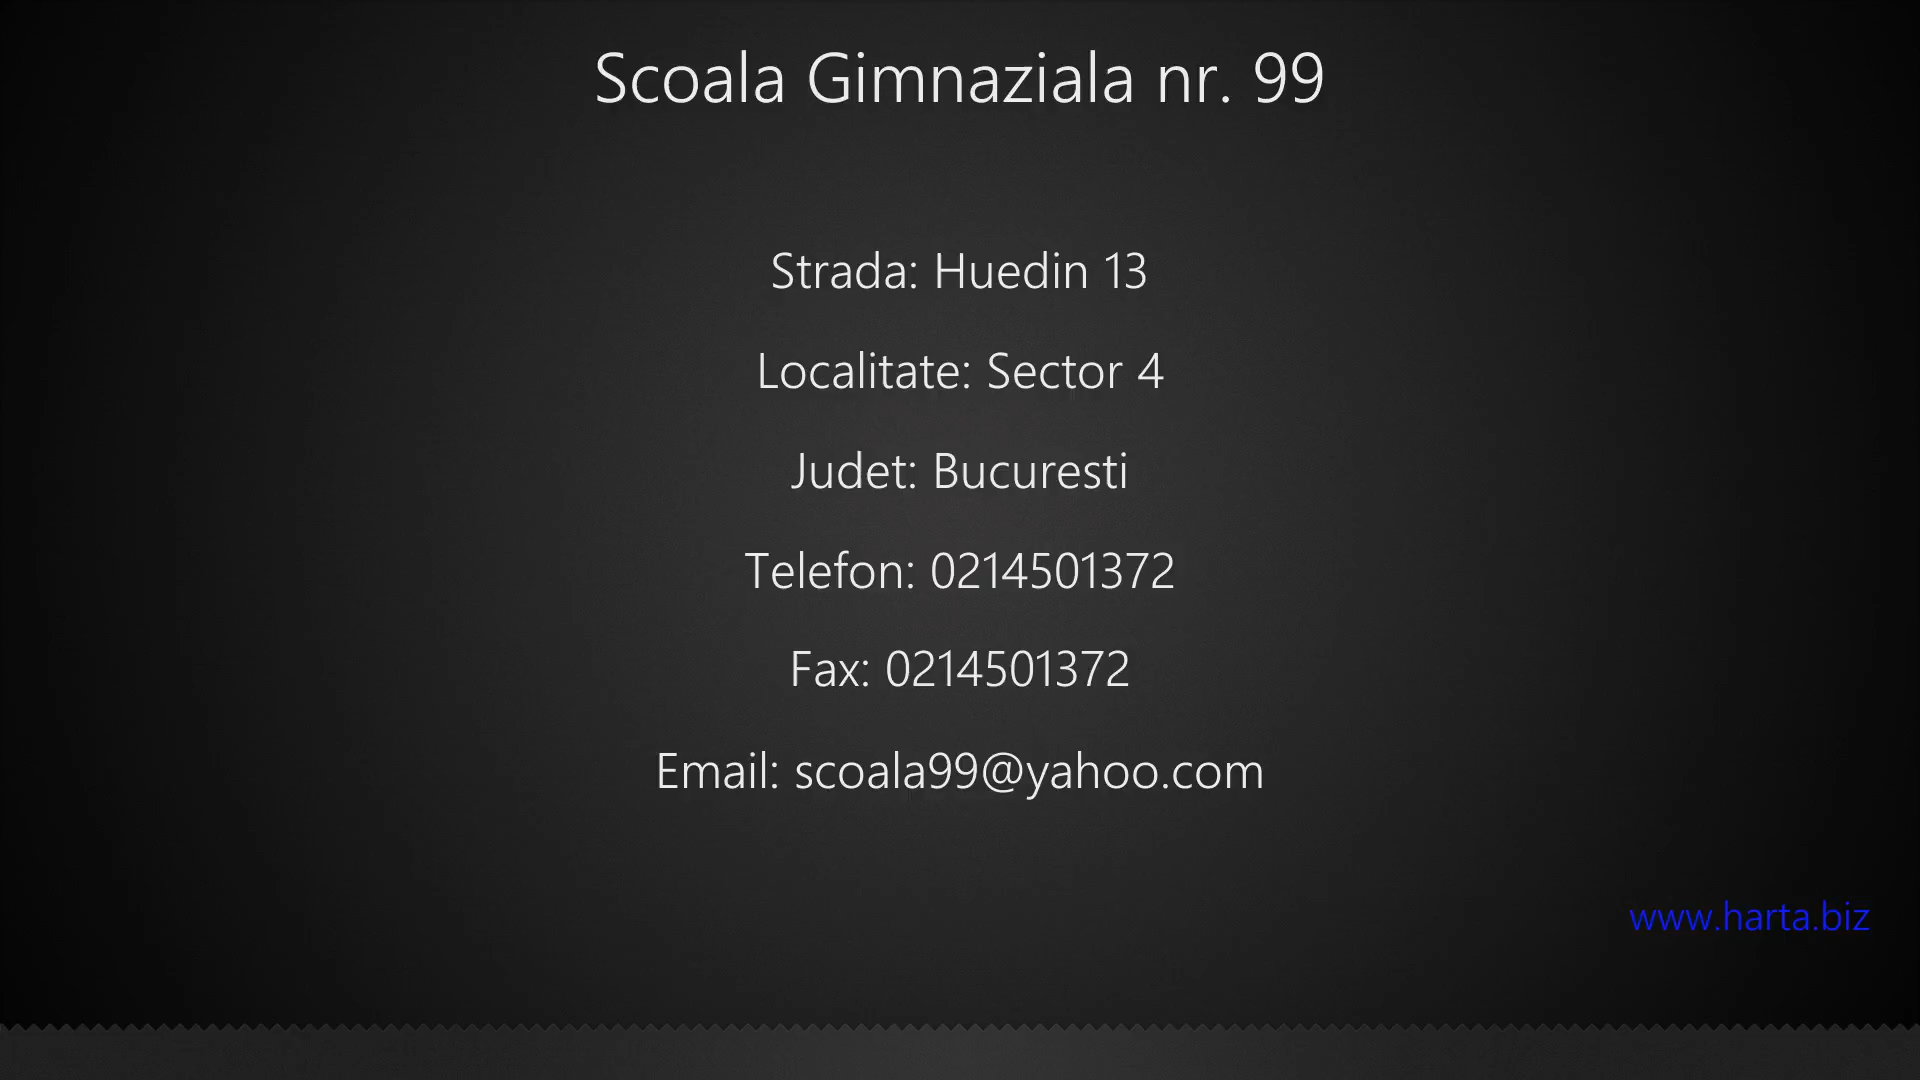 Scoala Gimnaziala nr. 99
Strada: Huedin 13
Localitate: Sector 4
Judet: Bucuresti
Telefon: 0214501372
Fax: 0214501372
Email: scoala99@yahoo.com
www.harta.biz